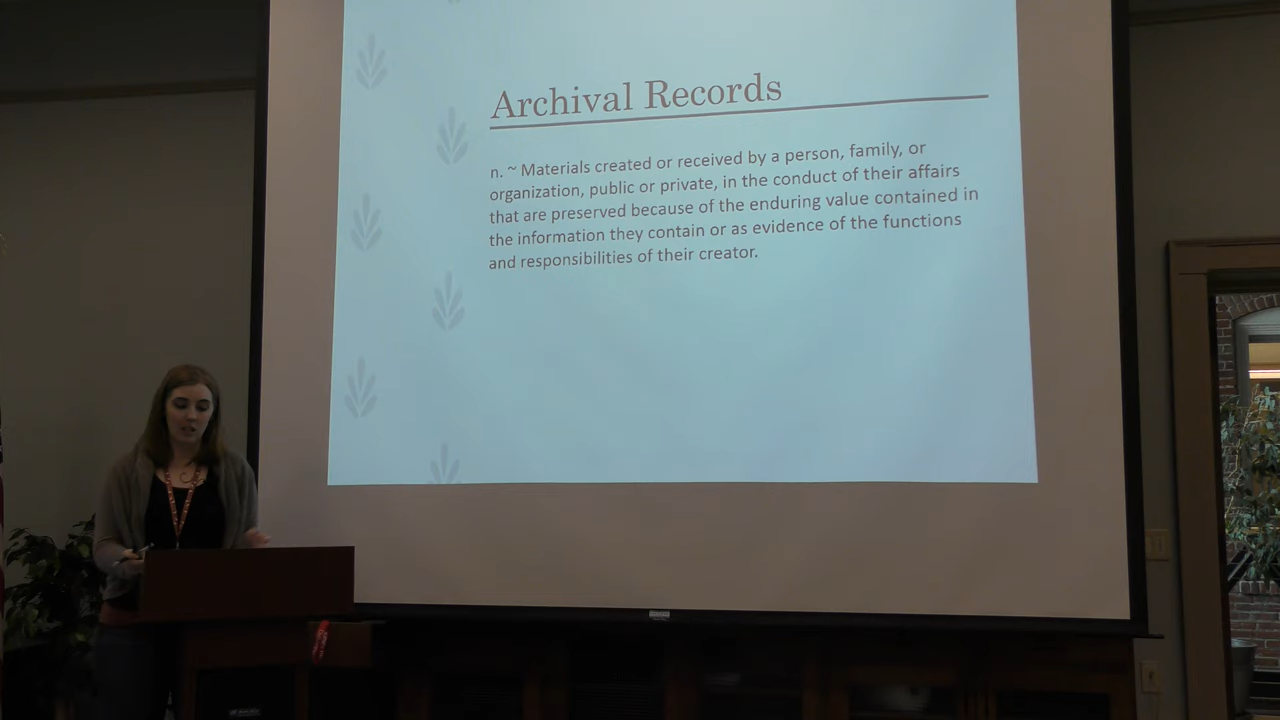 Archival Records
n. ~ Materials created or received by a person, family, or
organization, public or private, in the conduct of their affairs
that are preserved because of the enduring value contained in
the information they contain or as evidence of the functions
and responsibilities of their creator.